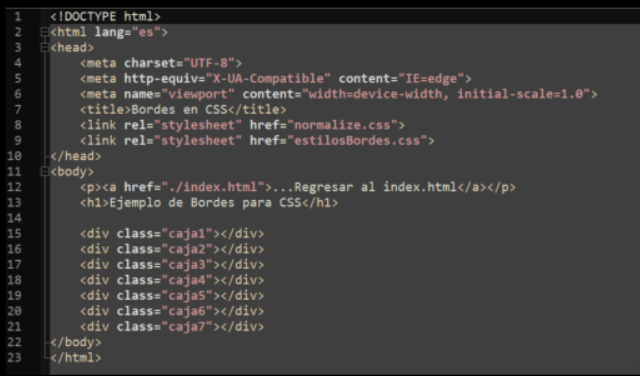 1 <!DOCTYPE html>
2 <html lang="es">
3 <head>
4 <meta charset="UTF-8">
5 <meta http-equiv="X-UA-Compatible" content="IE=edge">
6 <meta name="viewport" content="width=device-width, initial-scale=1.0">
7 <title>Bordes en CSS</title>
8 <link rel="stylesheet" href="normalize.css">
9 <link rel="stylesheet" href="estilosBordes.css">
10 </head>
11 <body>
12 <p><a href="./index.html">...Regresar al index.html</a></p>
13 <h1>Ejemplo de Bordes para CSS</h1>
14
15 <div class="caja1"></div>
16 <div class="caja2"></div>
17 <div class="caja3"></div>
18 <div class="caja4"></div>
19 <div class="caja5"></div>
20 <div class="caja6"></div>
21 <div class="caja7"></div>
22 </body>
23 </html>